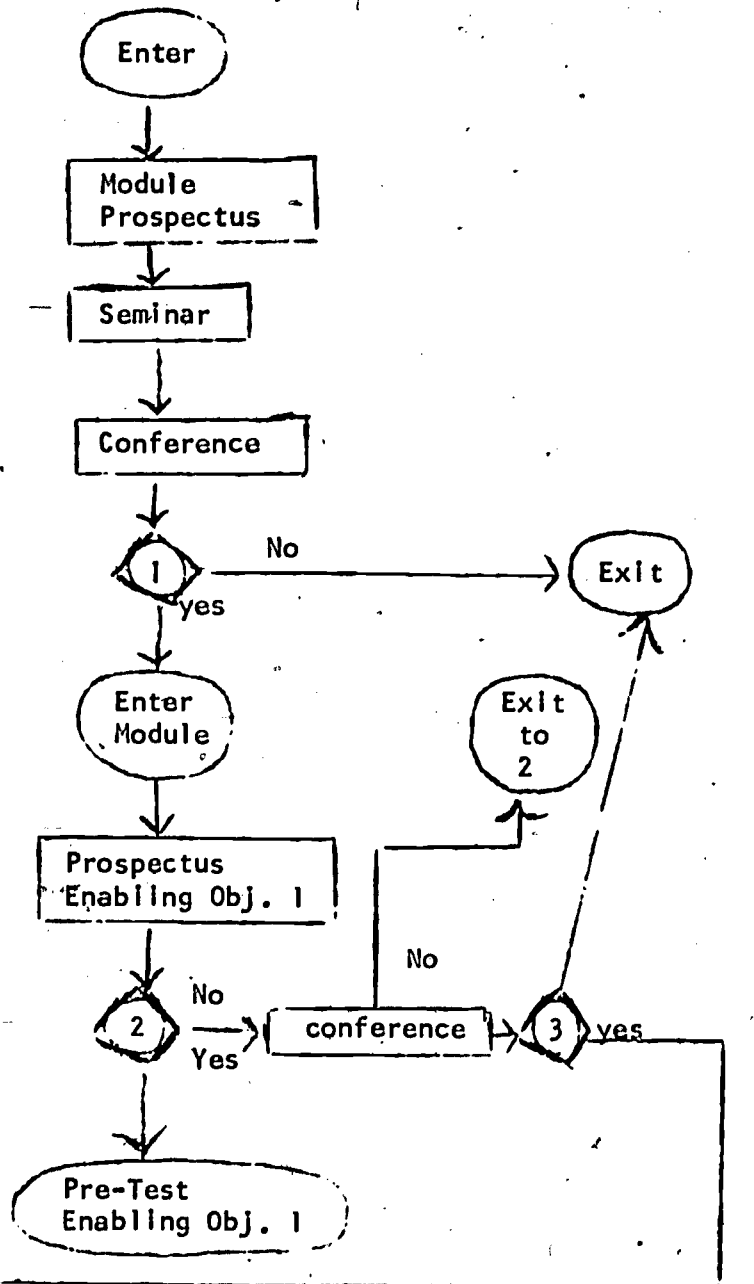 Enter
Module
Prospectus
Seminar
Conference
No
1
Exit
yes
Enter
Module
Exit
to
2
Prospectus
Enabling Obj. 1
No
No
2
conference
3
yes
Yes
Pre-Test
Enabling Obj. 1